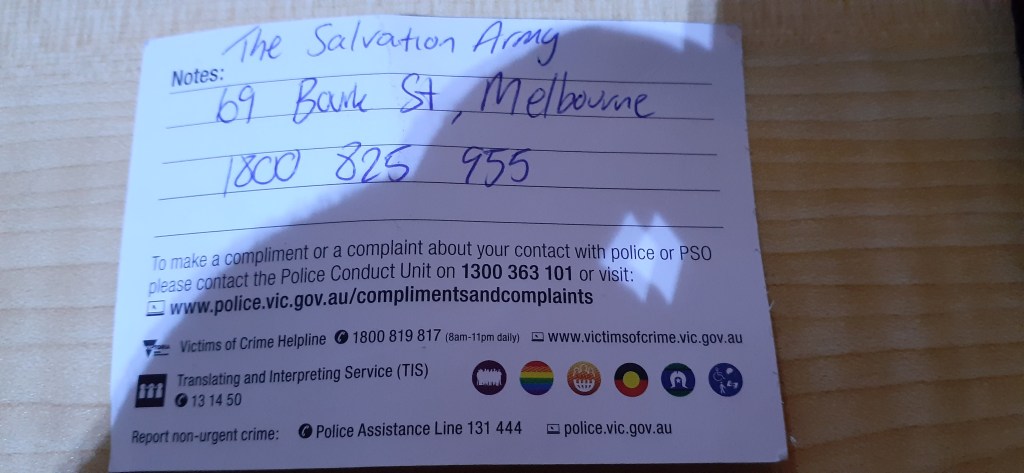 The Salvation Army
Notes:
69 Bourke St, Melbourne
1800 825 955
To make a compliment or a complaint about your contact with police or PSO
please contact the Police Conduct Unit on 1300 363 101 or visit:
www.police.vic.gov.au/complimentsandcomplaints
Victims of Crime Helpline 1800 819 817 (8am-11pm daily) www.victimsofcrime.vic.gov.au
Translating and Interpreting Service (TIS)
13 14 50
Report non-urgent crime: Police Assistance Line 131 444 police.vic.gov.au